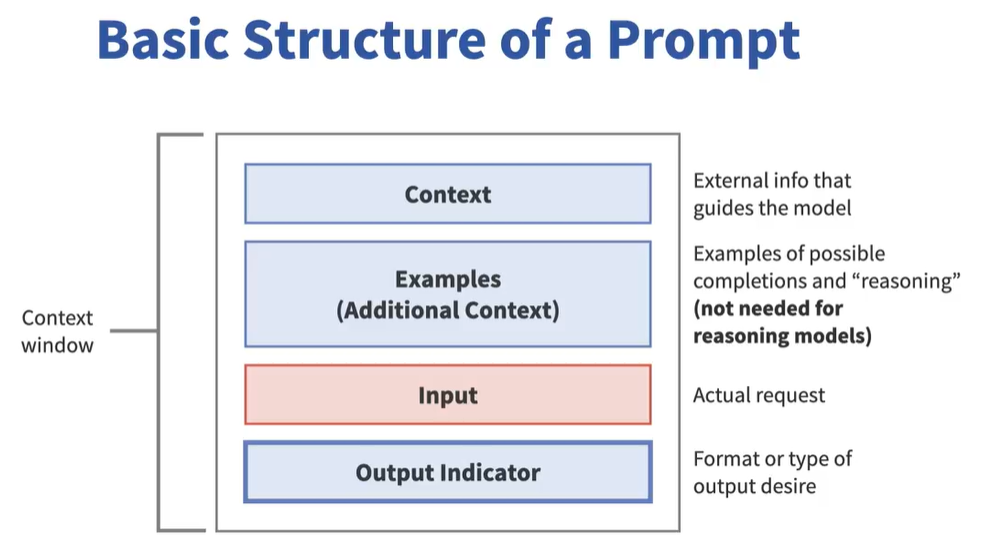 Basic Structure of a Prompt
Context
External info that
guides the model
Examples
(Additional Context)
Examples of possible
completions and “reasoning”
(not needed for
reasoning models)
Context
window
Input
Actual request
Output Indicator
Format or type of
output desire